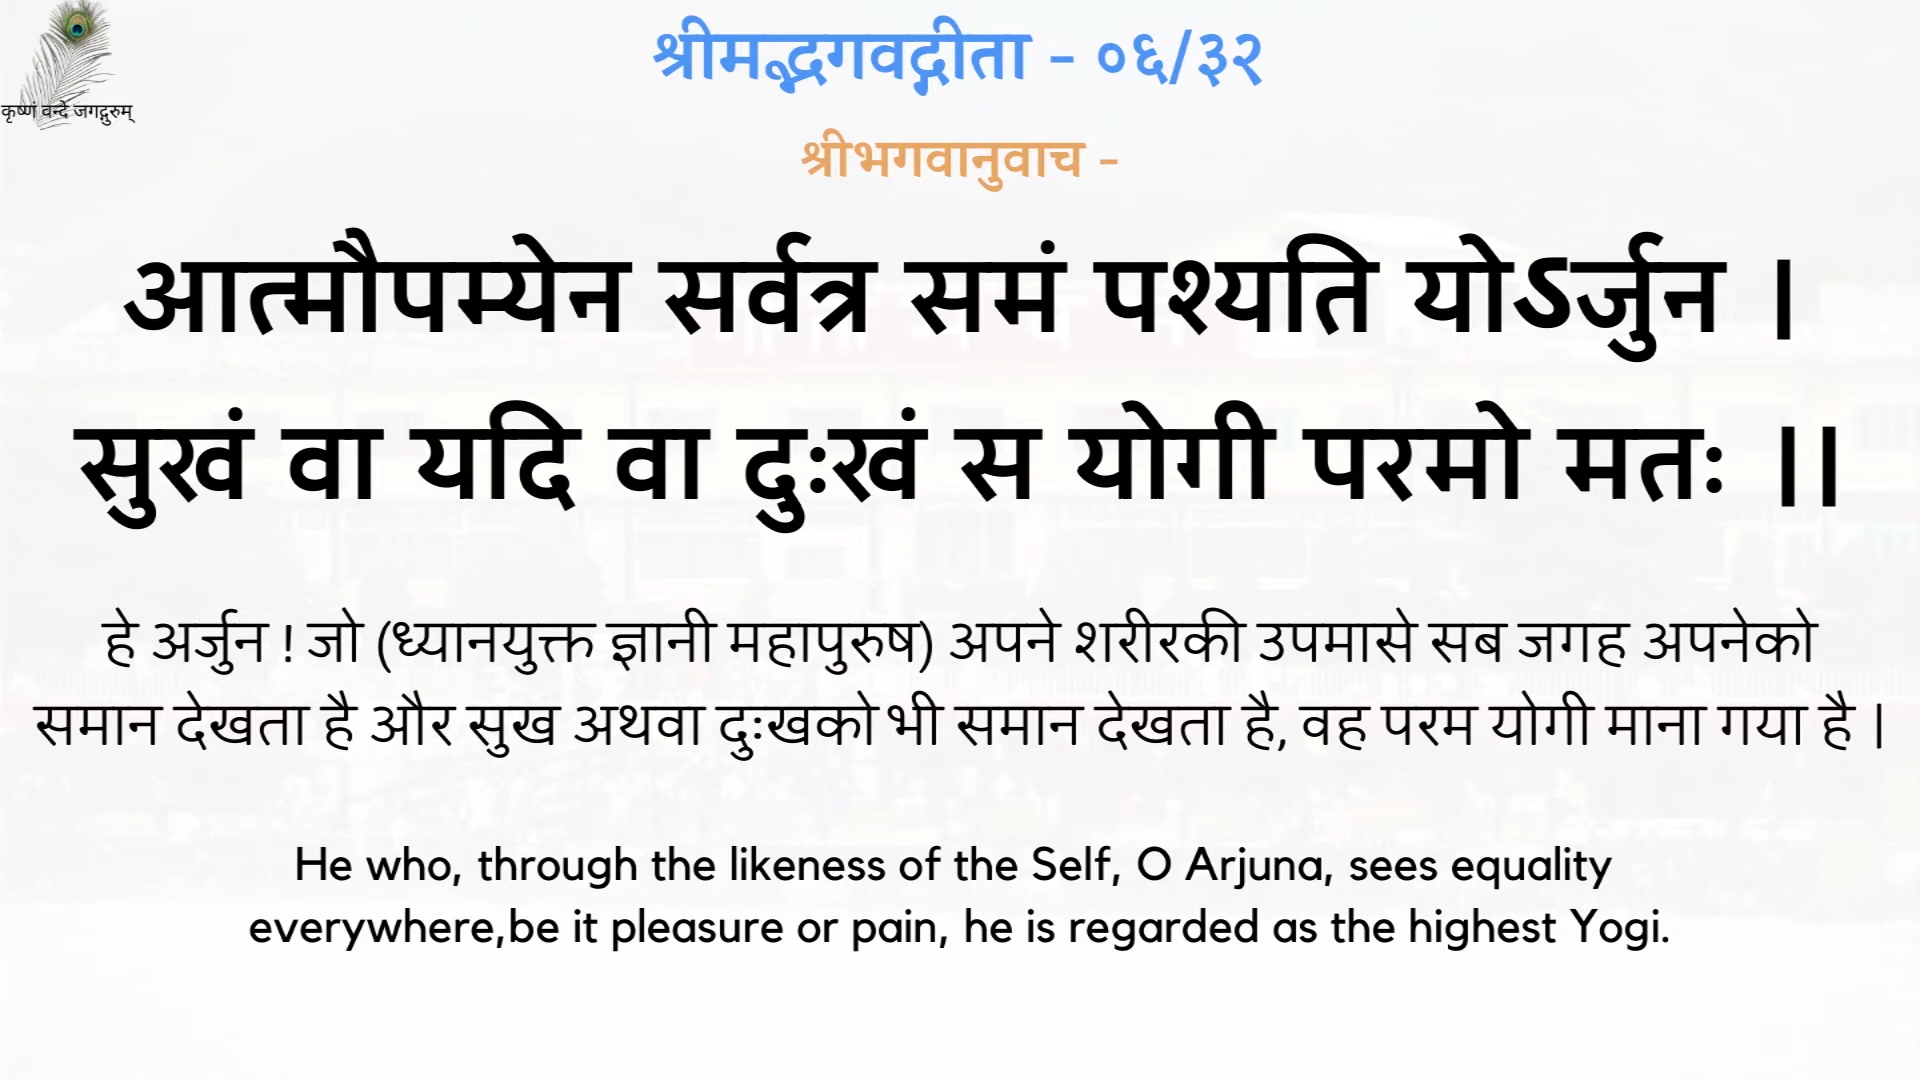 कृष्णं वन्दे जगद्गुरुम्
श्रीमद्भगवद्गीता - ०६/३२
श्रीभगवानुवाच -
आत्मौपम्येन सर्वत्र समं पश्यति योऽर्जुन ।
सुखं वा यदि वा दुःखं स योगी परमो मतः ।।
हे अर्जुन ! जो (ध्यानयुक्त ज्ञानी महापुरुष) अपने शरीरकी उपमासे सब जगह अपनेको
समान देखता है और सुख अथवा दुःखको भी समान देखता है, वह परम योगी माना गया है ।
He who, through the likeness of the Self, O Arjuna, sees equality
everywhere,be it pleasure or pain, he is regarded as the highest Yogi.